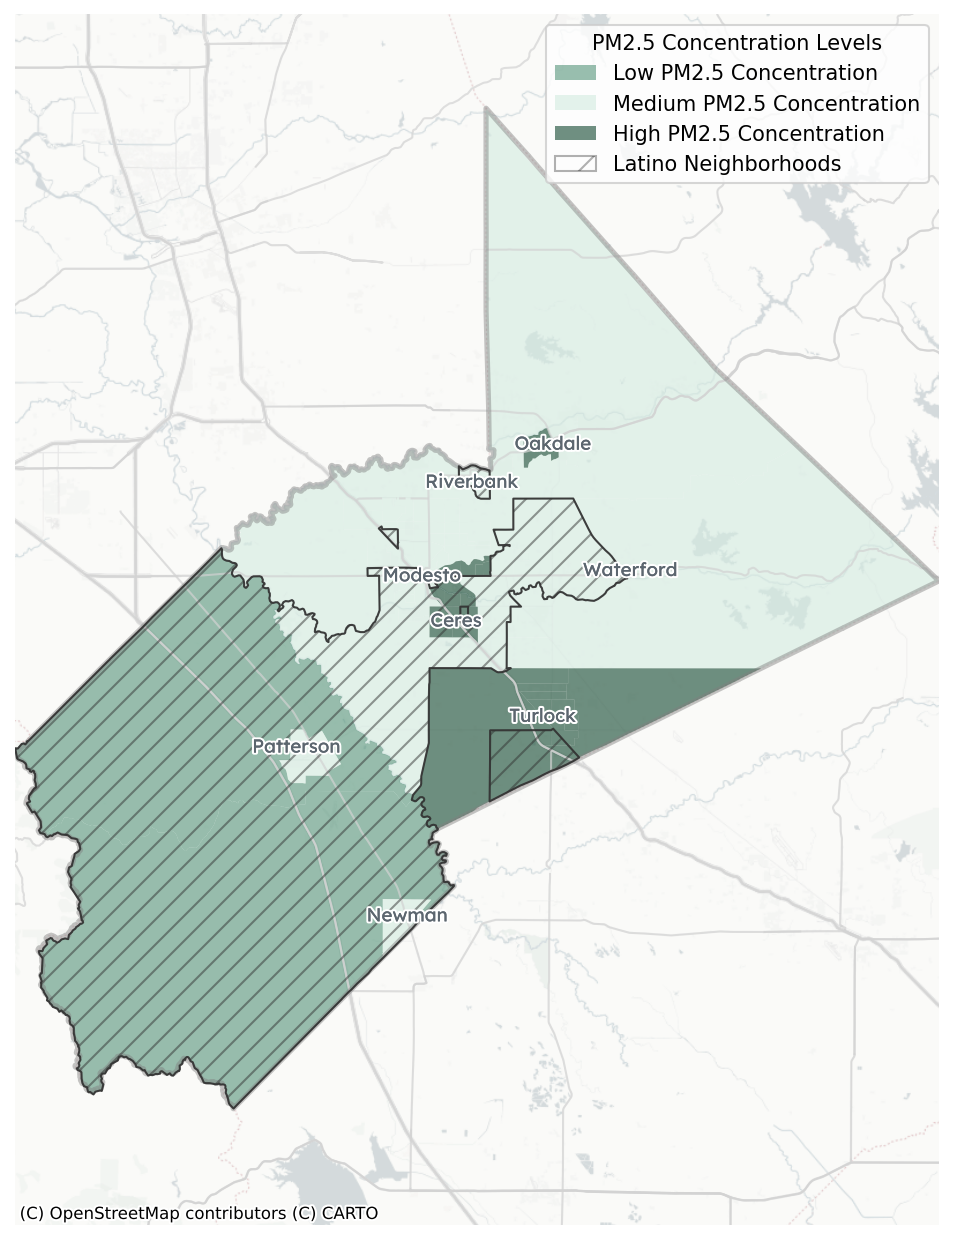 PM2.5 Concentration Levels
Low PM2.5 Concentration
Medium PM2.5 Concentration
High PM2.5 Concentration
Latino Neighborhoods
Oakdale
Riverbank
Modesto
Waterford
Ceres
Turlock
Patterson
Newman
(C) OpenStreetMap contributors (C) CARTO